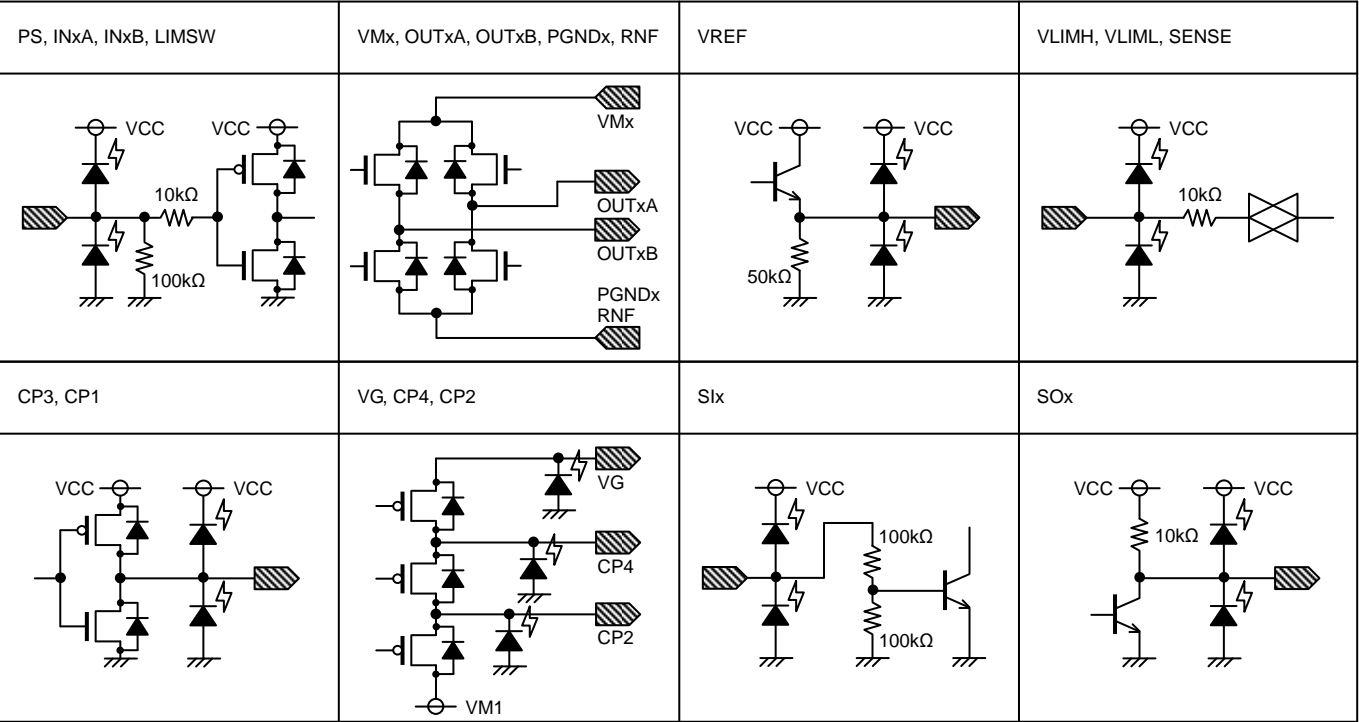 PS, INxA, INxB, LIMSW
VMx, OUTxA, OUTxB, PGNDx, RNF
VREF
VLIMH, VLIML, SENSE
VCC
VCC
10kΩ
100kΩ
VMx
OUTxA
OUTxB
PGNDx
RNF
VCC
VCC
50kΩ
VCC
10kΩ
CP3, CP1
VG, CP4, CP2
SIx
SOx
VCC
VCC
VG
CP4
CP2
VM1
VCC
100kΩ
100kΩ
VCC
VCC
10kΩ